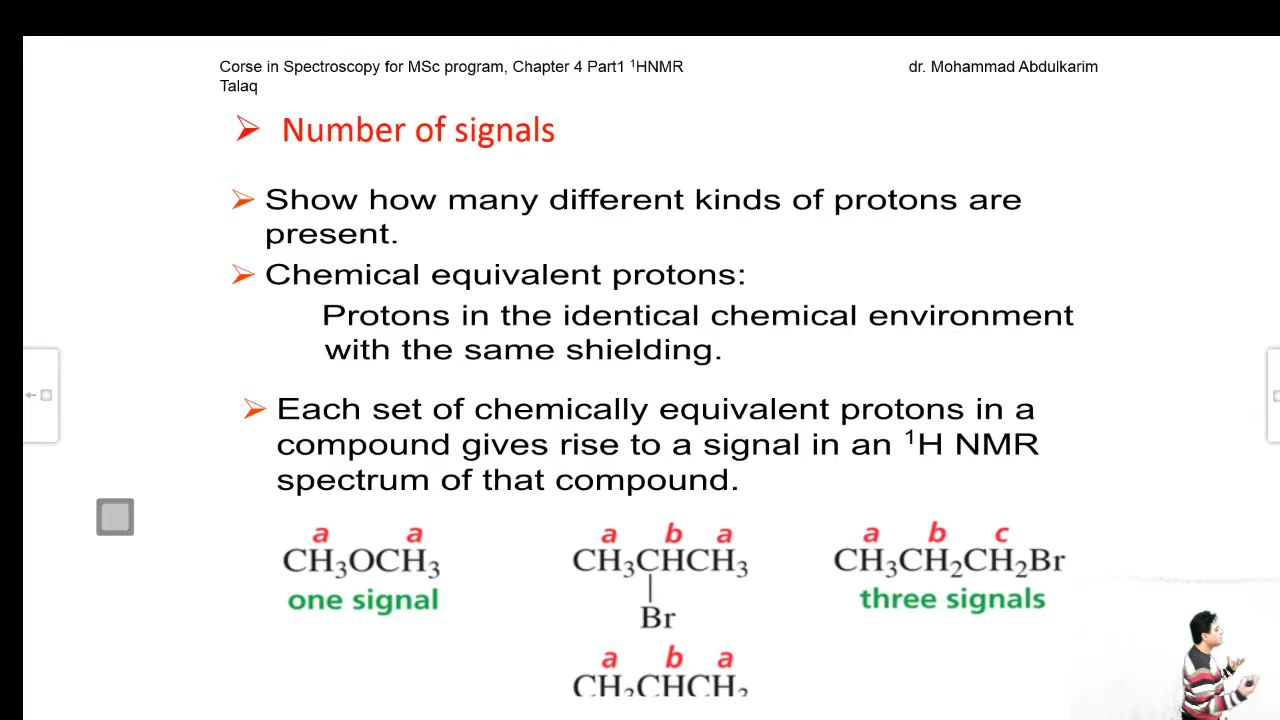 Corse in Spectroscopy for MSc program, Chapter 4 Part1 ¹HNMR dr. Mohammad Abdulkarim
Talaq
Number of signals
Show how many different kinds of protons are
present.
Chemical equivalent protons:
Protons in the identical chemical environment
with the same shielding.
Each set of chemically equivalent protons in a
compound gives rise to a signal in an ¹H NMR
spectrum of that compound.
a a
CH₃OCH₃
one signal
a b a
CH₃CHCH₃
Br
a b c
CH₃CH₂CH₂Br
three signals
a b a
CH₃CHCH₃